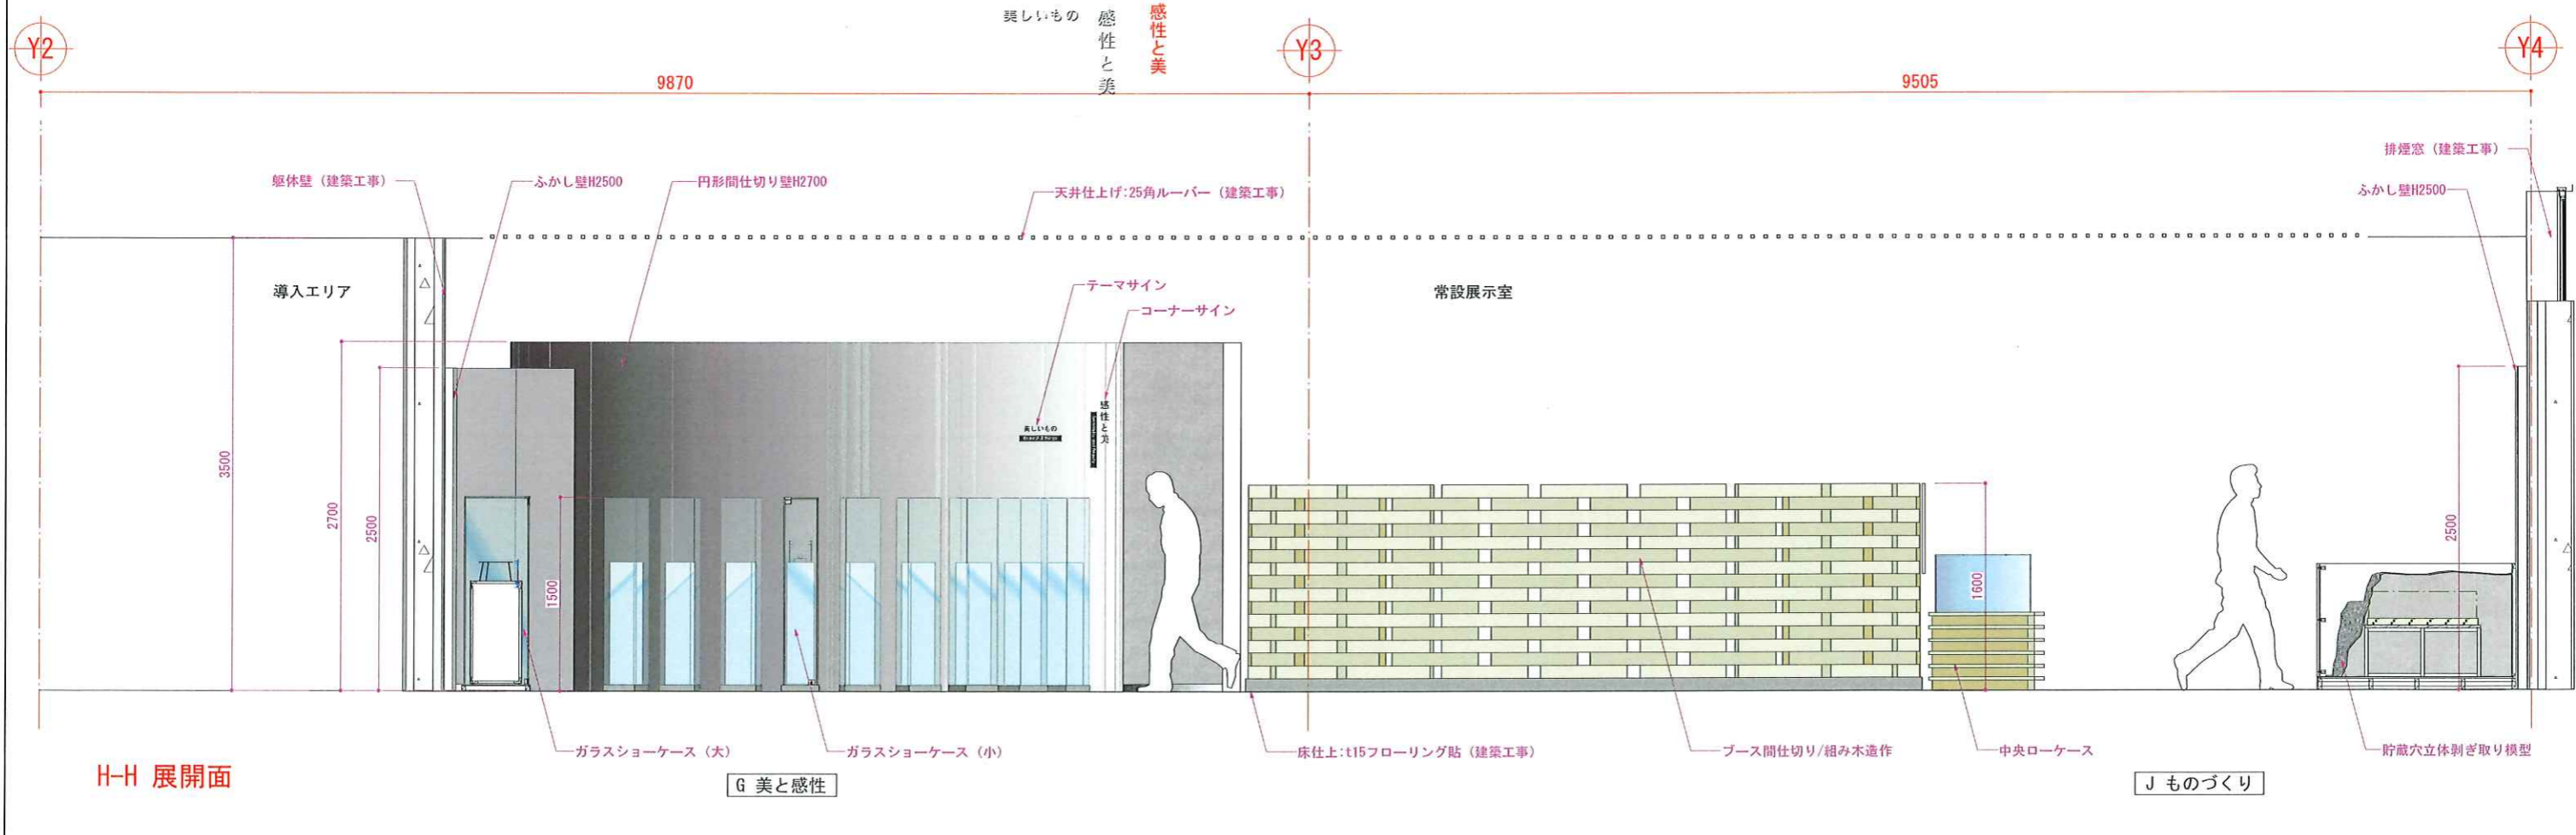 美しいもの
感性と美
感性と美
Y2
Y3
Y4
9870
9505
躯体壁（建築工事）
ふかし壁H2500
円形間仕切り壁H2700
天井仕上げ:25角ルーバー（建築工事）
排煙窓（建築工事）
ふかし壁H2500
導入エリア
テーマサイン
コーナーサイン
常設展示室
美しいもの
感性と美
3500
2700
2500
1500
1600
2500
ガラスショーケース（大）
ガラスショーケース（小）
床仕上:t15フローリング貼（建築工事）
ブース間仕切り/組み木造作
中央ローケース
貯蔵穴立体剥ぎ取り模型
H-H 展開面
G 美と感性
J ものづくり